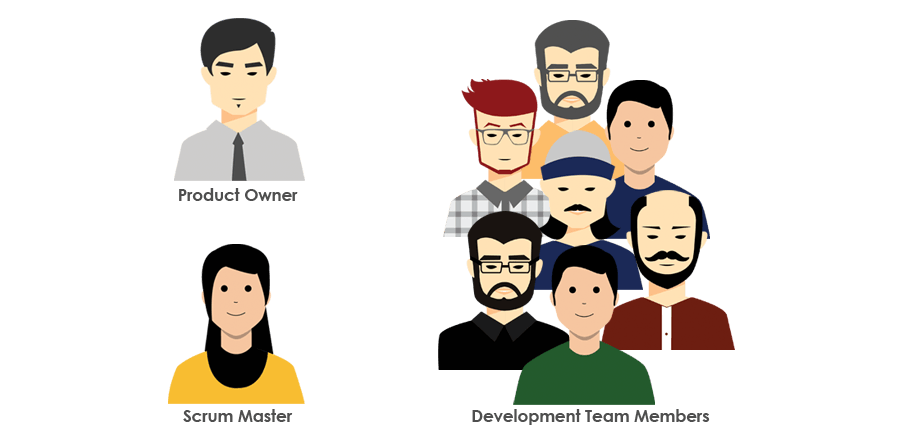 Product Owner
Scrum Master
Development Team Members